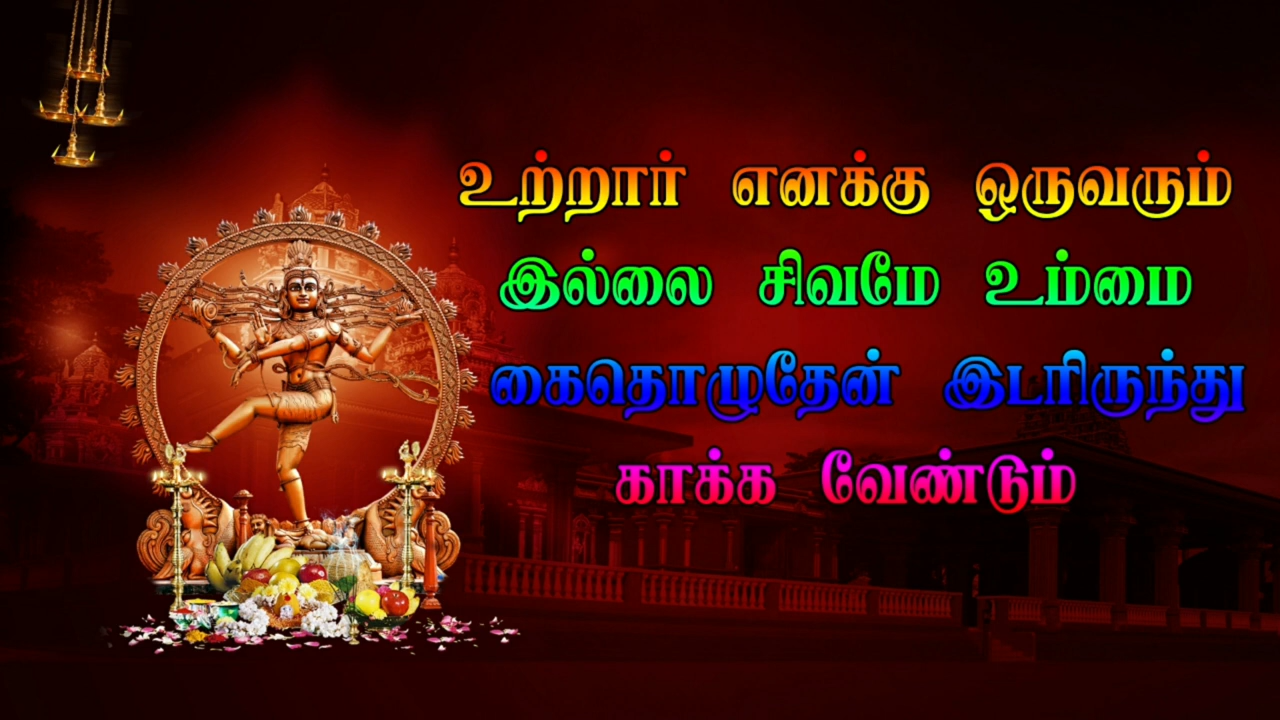 உற்றார் எனக்கு ஒருவரும்
இல்லை சிவமே உம்மை
கைதொழுதேன் இடரிருந்து
காக்க வேண்டும்